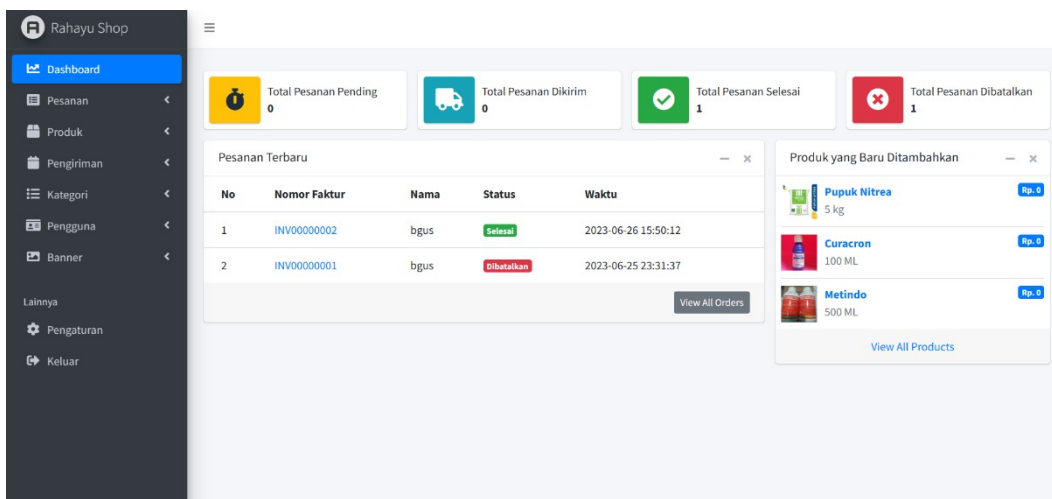 Rahayu Shop
Dashboard
Pesanan
Produk
Pengiriman
Kategori
Pengguna
Banner
Lainnya
Pengaturan
Keluar
Total Pesanan Pending
0
Total Pesanan Dikirim
0
Total Pesanan Selesai
1
Total Pesanan Dibatalkan
1
Pesanan Terbaru
No Nomor Faktur Nama Status Waktu
1 INV00000002 bgus Selesai 2023-06-26 15:50:12
2 INV00000001 bgus Dibatalkan 2023-06-25 23:31:37
View All Orders
Produk yang Baru Ditambahkan
Pupuk Nitrea Rp. 0
5 kg
Curacron Rp. 0
100 ML
Metindo Rp. 0
500 ML
View All Products